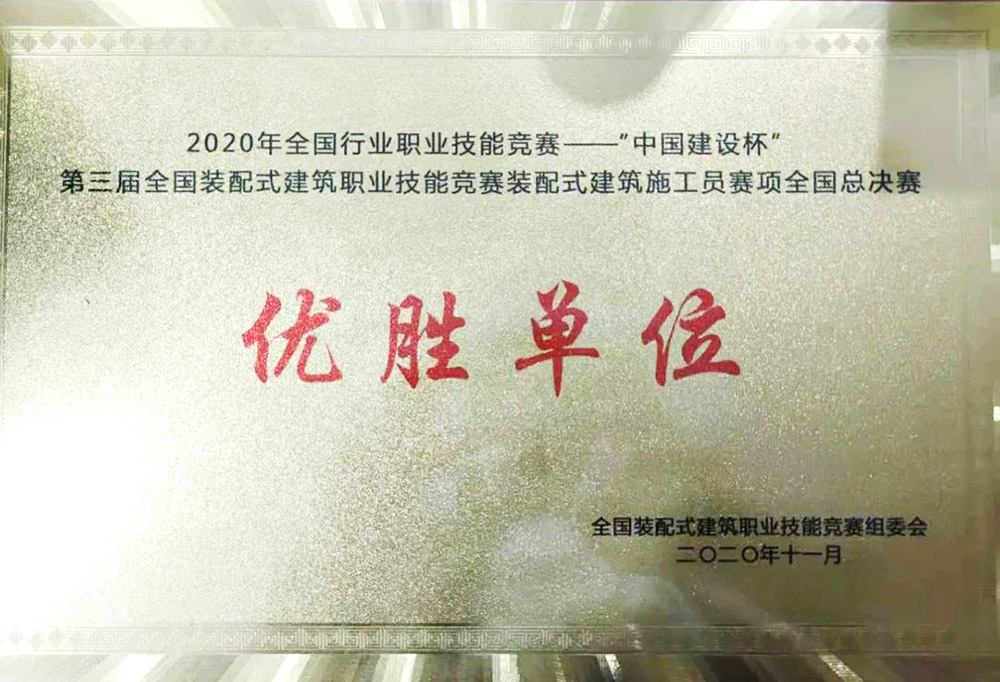 2020年全国行业职业技能竞赛——“中国建设杯”
第三届全国装配式建筑职业技能竞赛装配式建筑施工员赛项全国总决赛
优胜单位
全国装配式建筑职业技能竞赛组委会
二〇二〇年十一月